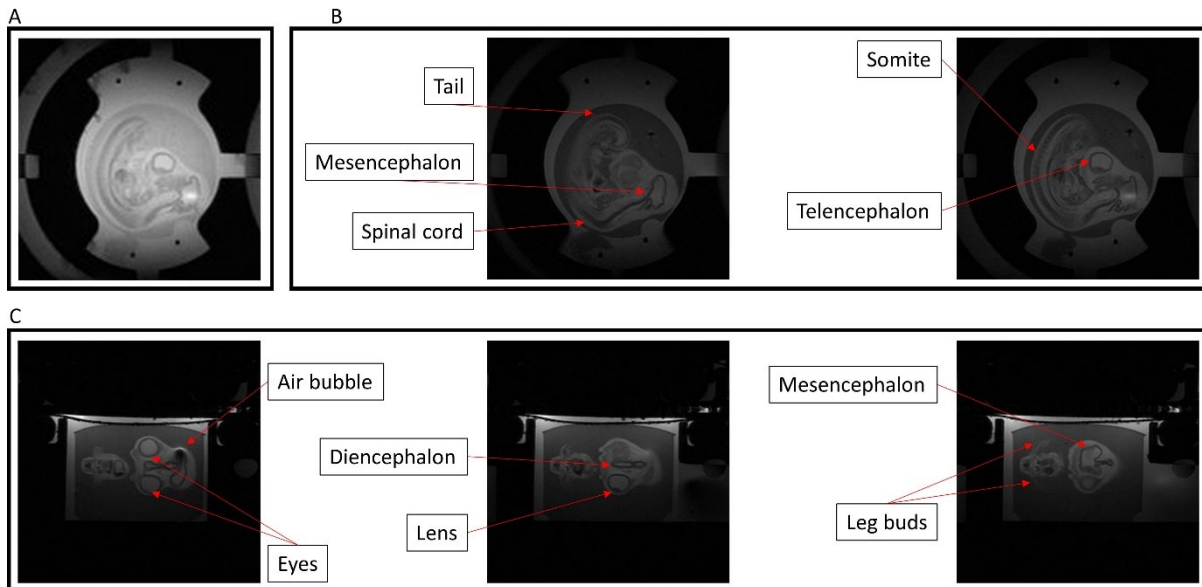 A
B
Tail
Somite
Mesencephalon
Telencephalon
Spinal cord
C
Air bubble
Mesencephalon
Diencephalon
Lens
Leg buds
Eyes